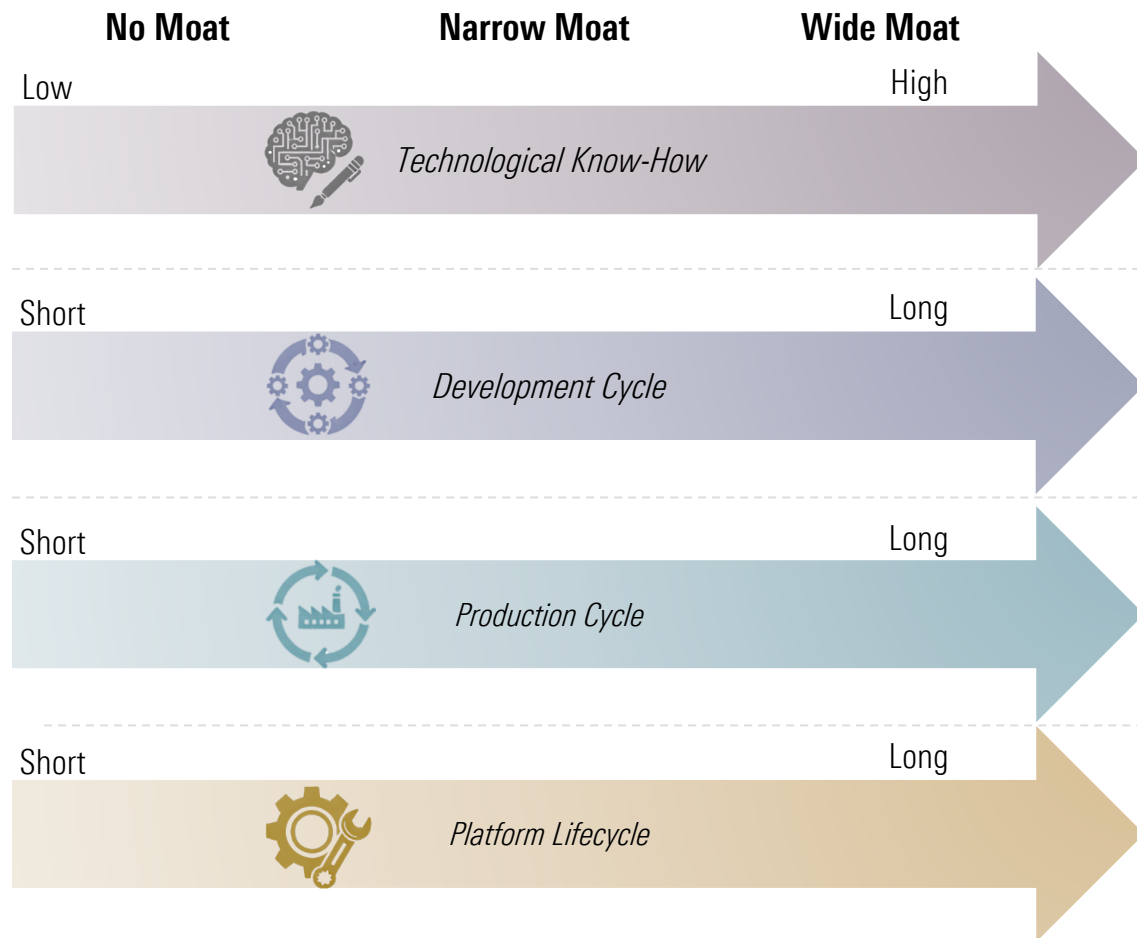 No Moat Narrow Moat Wide Moat
Low High
Technological Know-How
Short Long
Development Cycle
Short Long
Production Cycle
Short Long
Platform Lifecycle